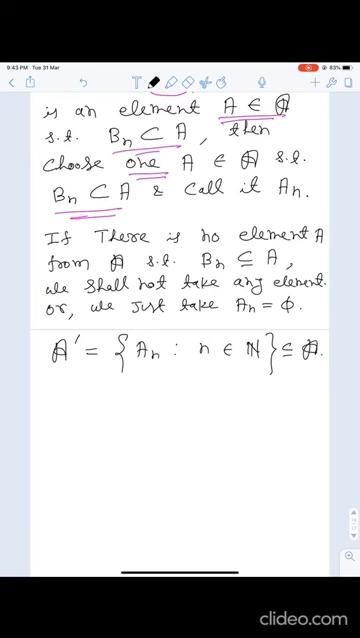 9:43 PM Tue 31 Mar
83%
is an element A ∈ 𝔸
s.t. Bn ⊂ A, then
choose one A ∈ 𝔸 s.t.
Bn ⊂ A & call it An.
If There is no element A
from 𝔸 s.t. Bn ⊆ A,
we shall not take any element.
or, we just take An = ϕ.
𝔸' = { An : n ∈ ℕ } ⊆ 𝔸.
clideo.com